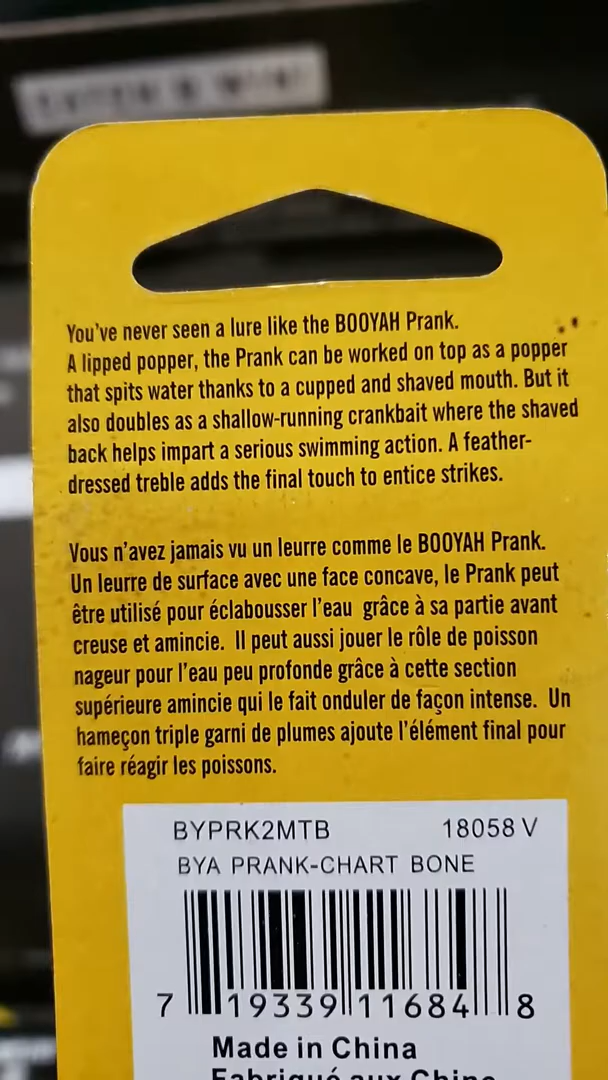 You've never seen a lure like the BOOYAH Prank.
A lipped popper, the Prank can be worked on top as a popper
that spits water thanks to a cupped and shaved mouth. But it
also doubles as a shallow-running crankbait where the shaved
back helps impart a serious swimming action. A feather-
dressed treble adds the final touch to entice strikes.
Vous n'avez jamais vu un leurre comme le BOOYAH Prank.
Un leurre de surface avec une face concave, le Prank peut
être utilisé pour éclabousser l'eau grâce à sa partie avant
creuse et amincie. Il peut aussi jouer le rôle de poisson
nageur pour l'eau peu profonde grâce à cette section
supérieure amincie qui le fait onduler de façon intense. Un
hameçon triple garni de plumes ajoute l'élément final pour
faire réagir les poissons.
BYPRK2MTB 18058 V
BYA PRANK-CHART BONE
7 19339 11684 8
Made in China
Fabriqué aux Chine